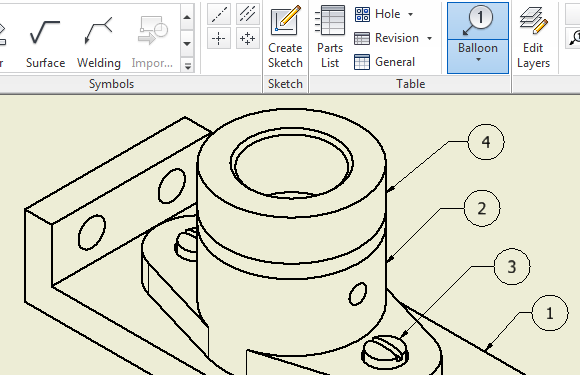 1
Surface
Welding
Impor...
Create
Sketch
Parts
List
Hole
Revision
General
Balloon
Edit
Layers
Symbols
Sketch
Table
4
2
3
1